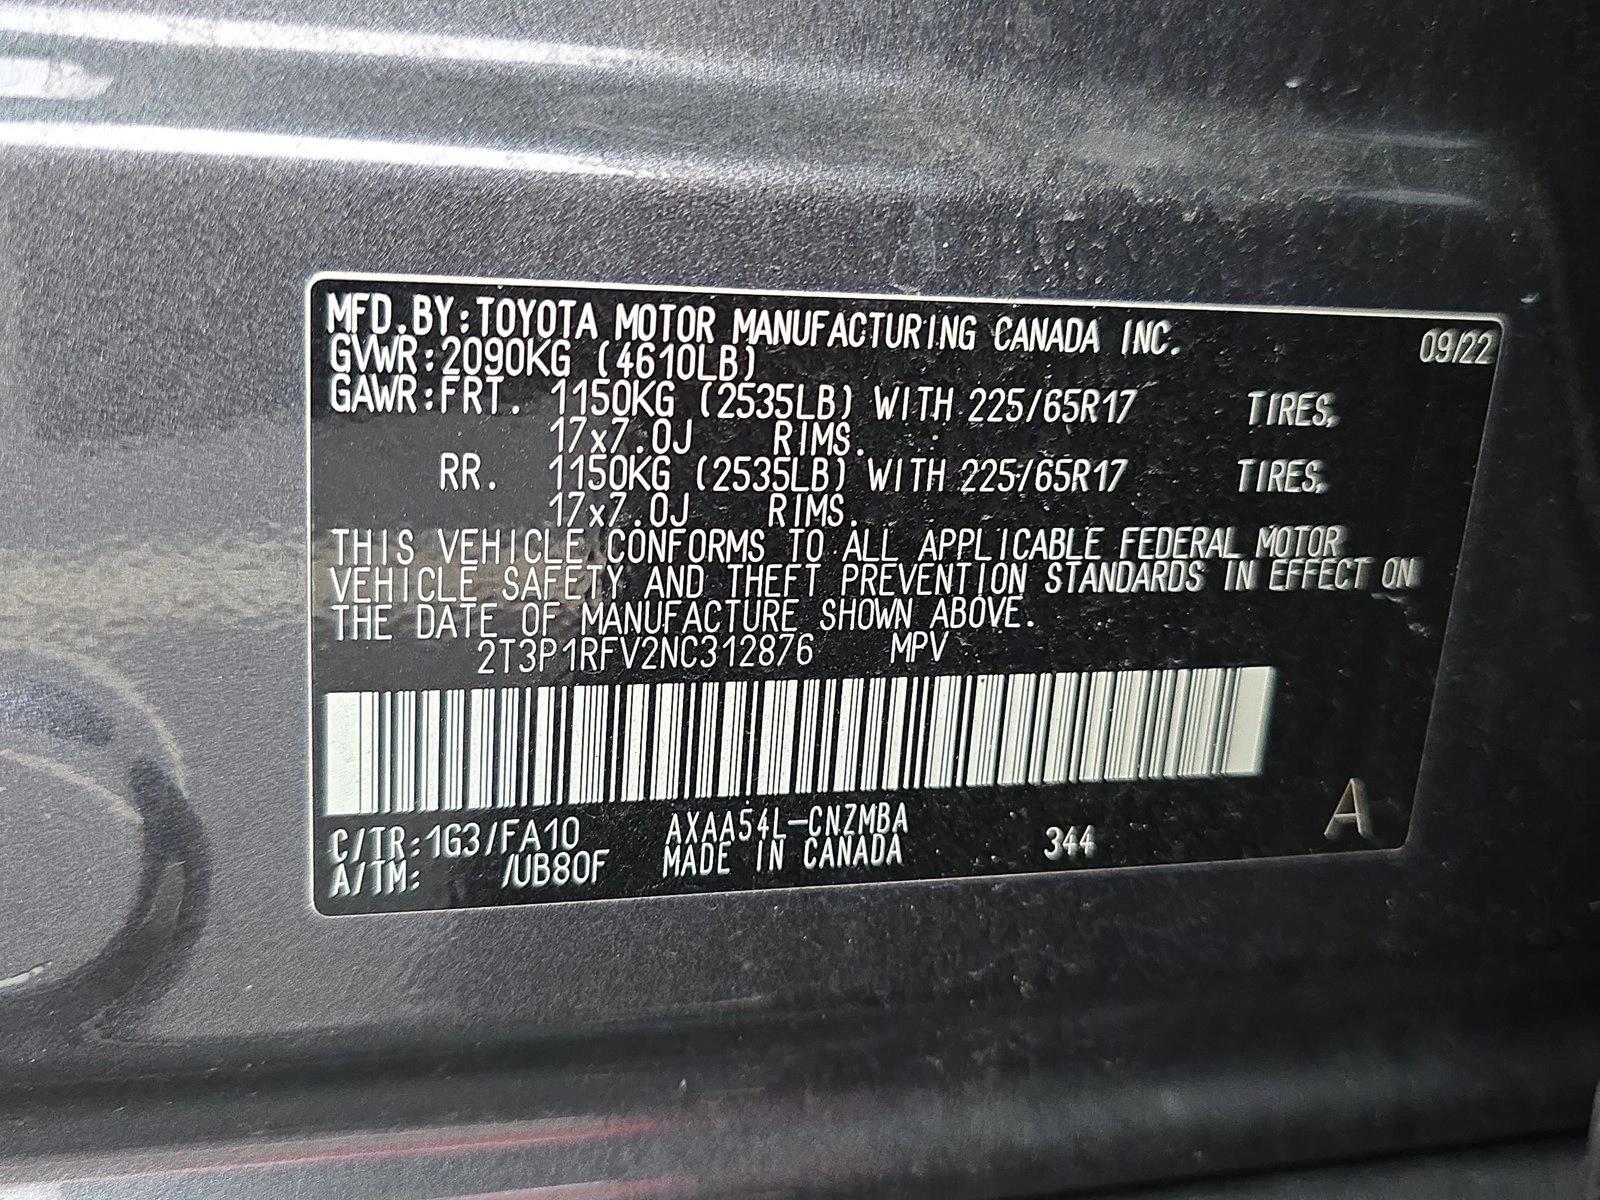 MFD.BY:TOYOTA MOTOR MANUFACTURING CANADA INC. 09/22
GVWR:2090KG (4610LB)
GAWR:FRT. 1150KG (2535LB) WITH 225/65R17 TIRES,
17x7.0J RIMS.
RR. 1150KG (2535LB) WITH 225/65R17 TIRES,
17x7.0J RIMS.
THIS VEHICLE CONFORMS TO ALL APPLICABLE FEDERAL MOTOR
VEHICLE SAFETY AND THEFT PREVENTION STANDARDS IN EFFECT ON
THE DATE OF MANUFACTURE SHOWN ABOVE.
2T3P1RFV2NC312876 MPV
C/TR:1G3/FA10 AXAA54L-CNZMBA 344 A
A/TM: /UB80F MADE IN CANADA